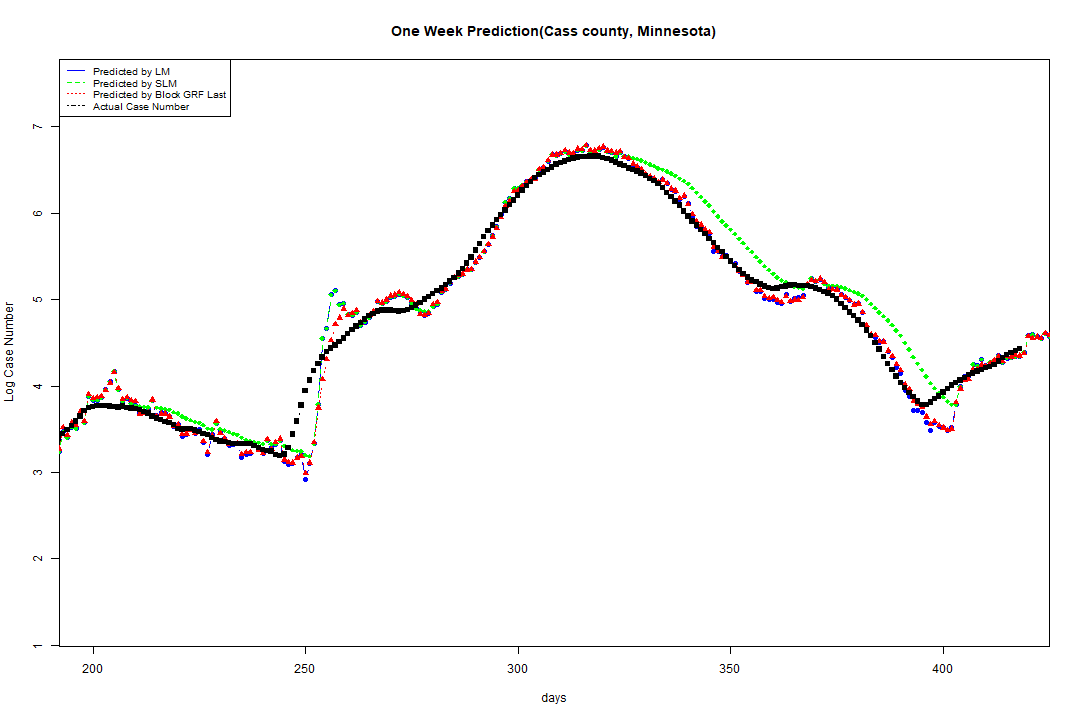 One Week Prediction(Cass county, Minnesota)
Predicted by LM
Predicted by SLM
Predicted by Block GRF Last
Actual Case Number
Log Case Number
7
6
5
4
3
2
1
200 250 300 350 400
days